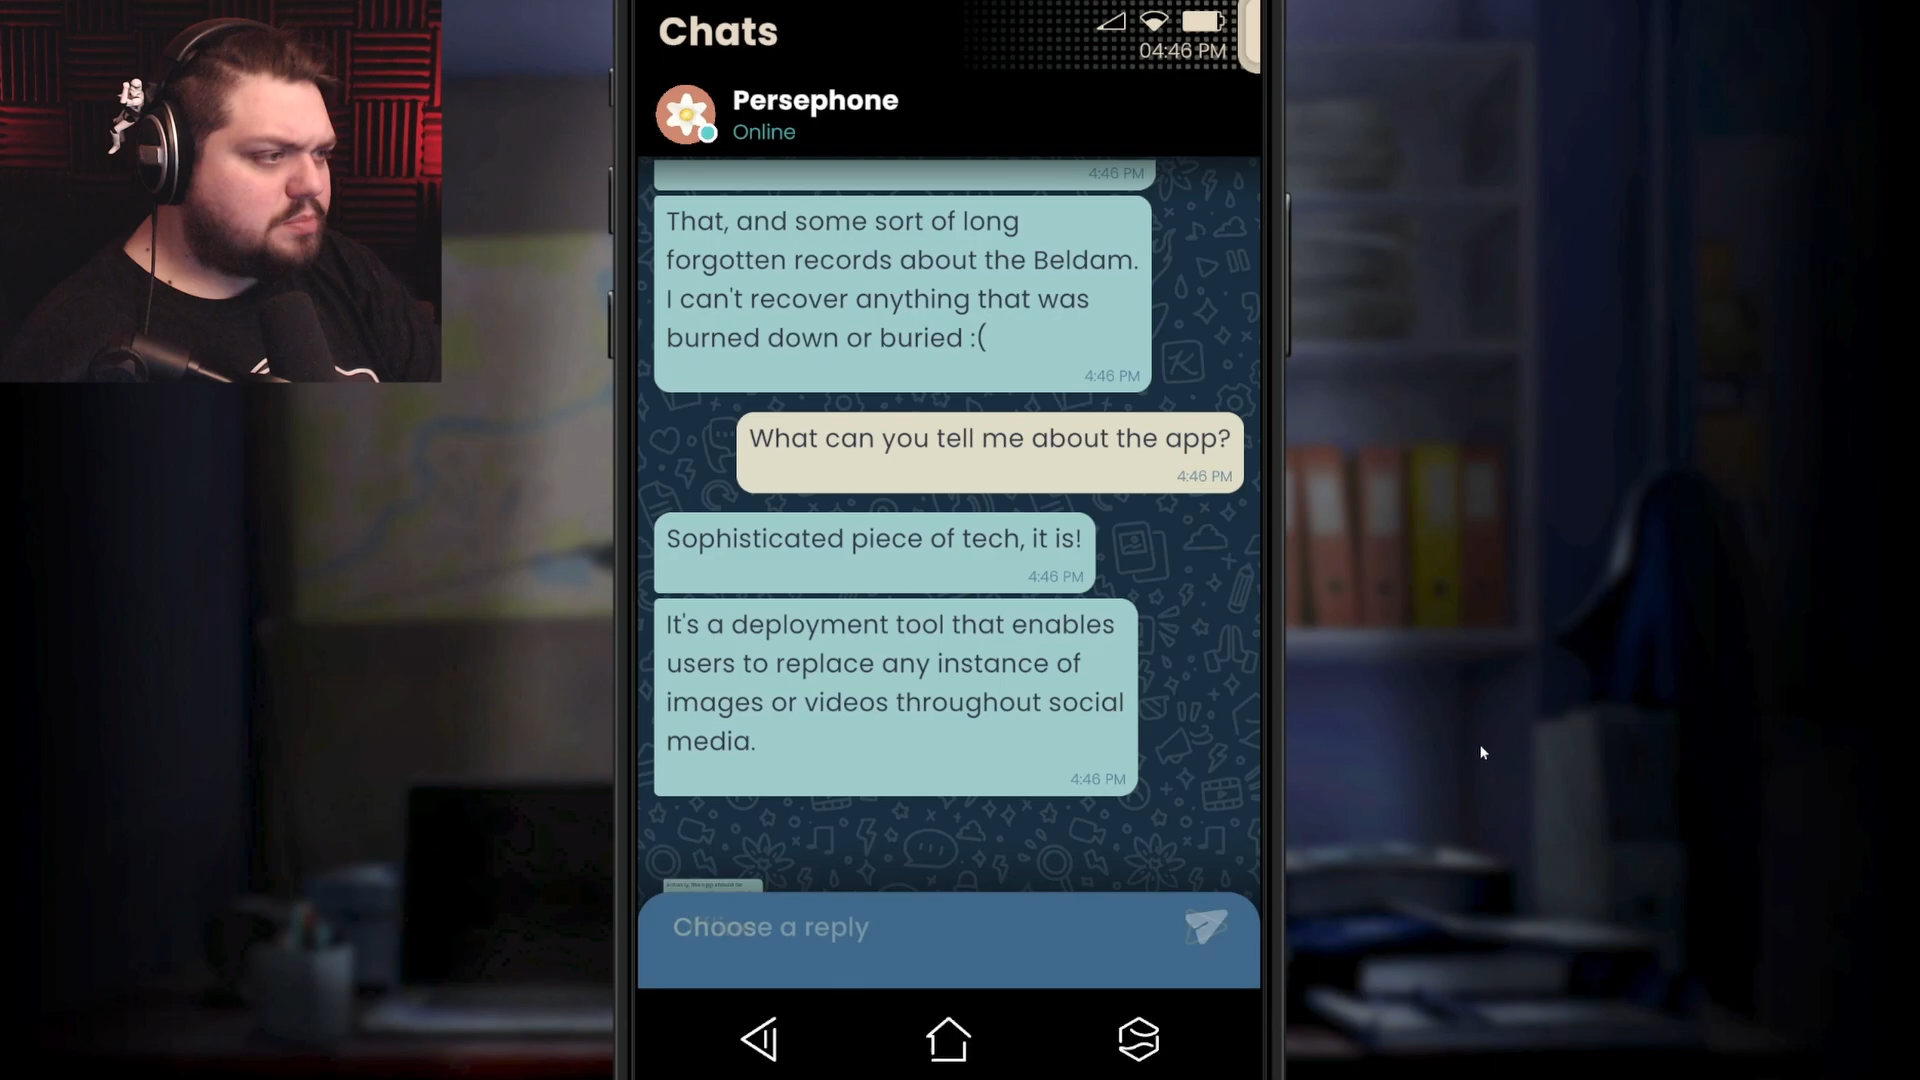 Chats
04:46 PM
Persephone
Online
4:46 PM
That, and some sort of long
forgotten records about the Beldam.
I can't recover anything that was
burned down or buried :(
4:46 PM
What can you tell me about the app?
4:46 PM
Sophisticated piece of tech, it is!
4:46 PM
It's a deployment tool that enables
users to replace any instance of
images or videos throughout social
media.
4:46 PM
Choose a reply